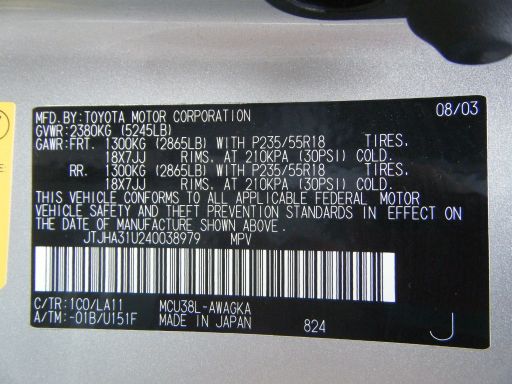 MFD.BY:TOYOTA MOTOR CORPORATION 08/03
GVWR:2380KG (5245LB)
GAWR:FRT. 1300KG (2865LB) WITH P235/55R18 TIRES.
18X7JJ RIMS. AT 210KPA (30PSI) COLD.
RR. 1300KG (2865LB) WITH P235/55R18 TIRES.
18X7JJ RIMS. AT 210KPA (30PSI) COLD.
THIS VEHICLE CONFORMS TO ALL APPLICABLE FEDERAL MOTOR
VEHICLE SAFETY AND THEFT PREVENTION STANDARDS IN EFFECT ON
THE DATE OF MANUFACTURE SHOWN ABOVE.
JTJHA31U240038979 MPV
C/TR:1C0/LA11 MCU38L-AWAGKA
A/TM:-01B/U151F MADE IN JAPAN 824 J